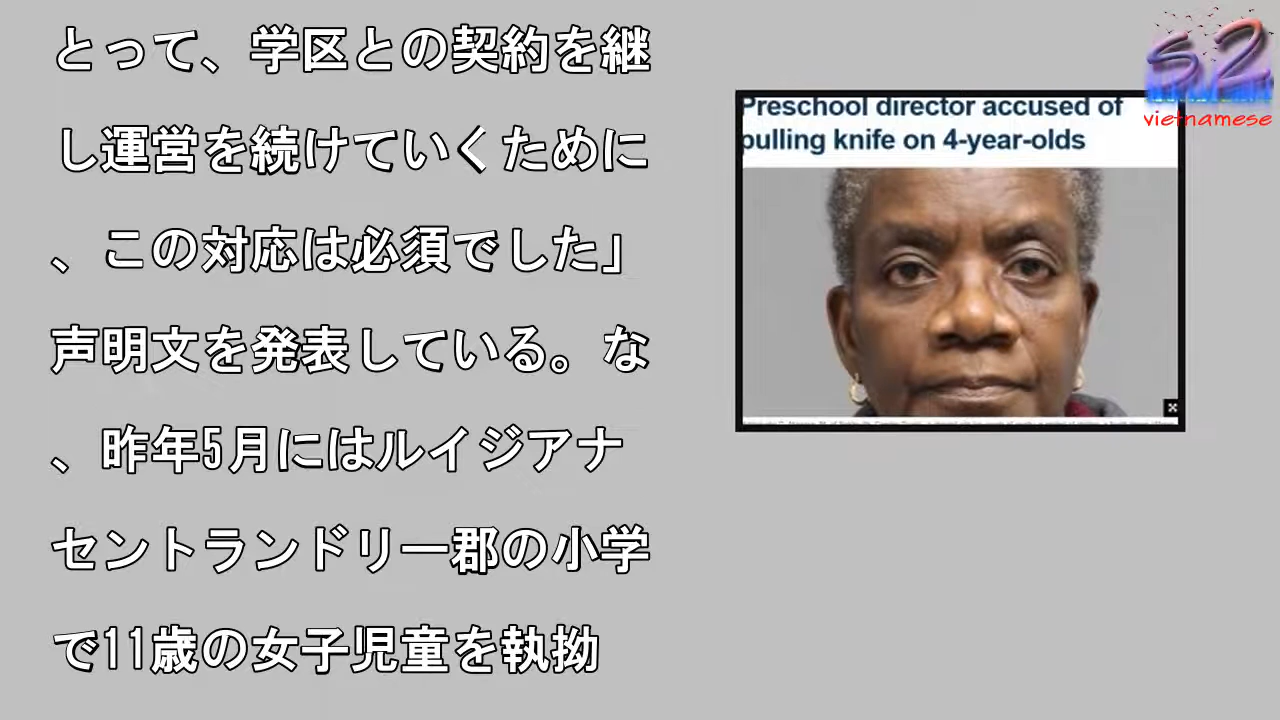 とって、学区との契約を継
し運営を続けていくために
、この対応は必須でした」
声明文を発表している。な
、昨年5月にはルイジアナ
セントランドリー郡の小学
で11歳の女子児童を執拗
Preschool director accused of
pulling knife on 4-year-olds
S2
vietnamese